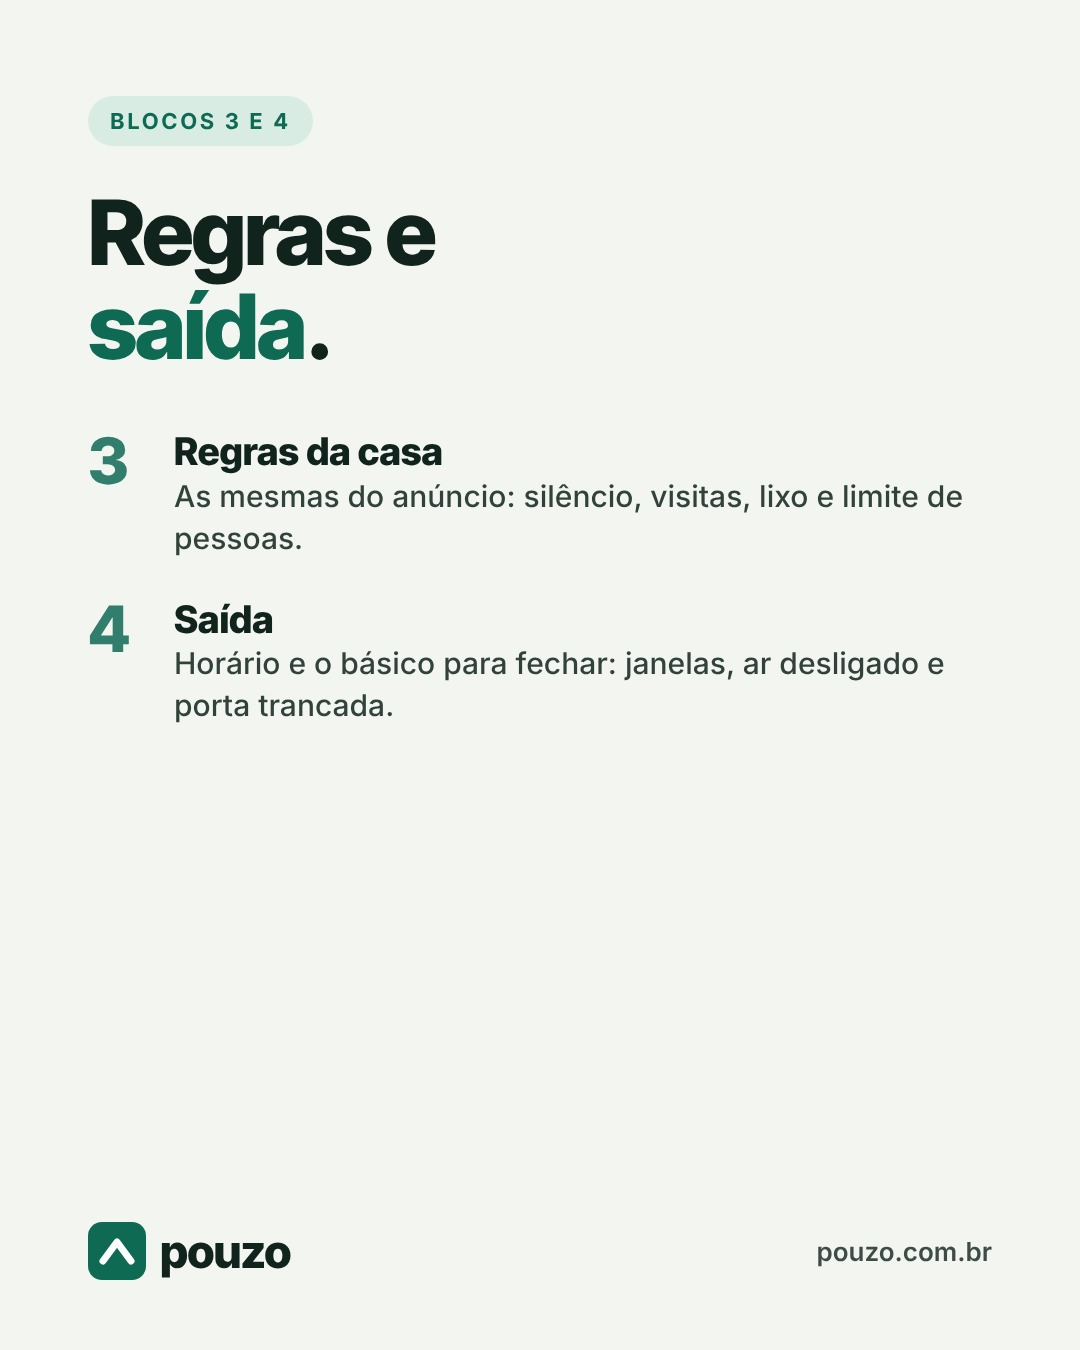 BLOCOS 3 E 4
Regras e
saída.
3
Regras da casa
As mesmas do anúncio: silêncio, visitas, lixo e limite de
pessoas.
4
Saída
Horário e o básico para fechar: janelas, ar desligado e
porta trancada.
pouzo
pouzo.com.br